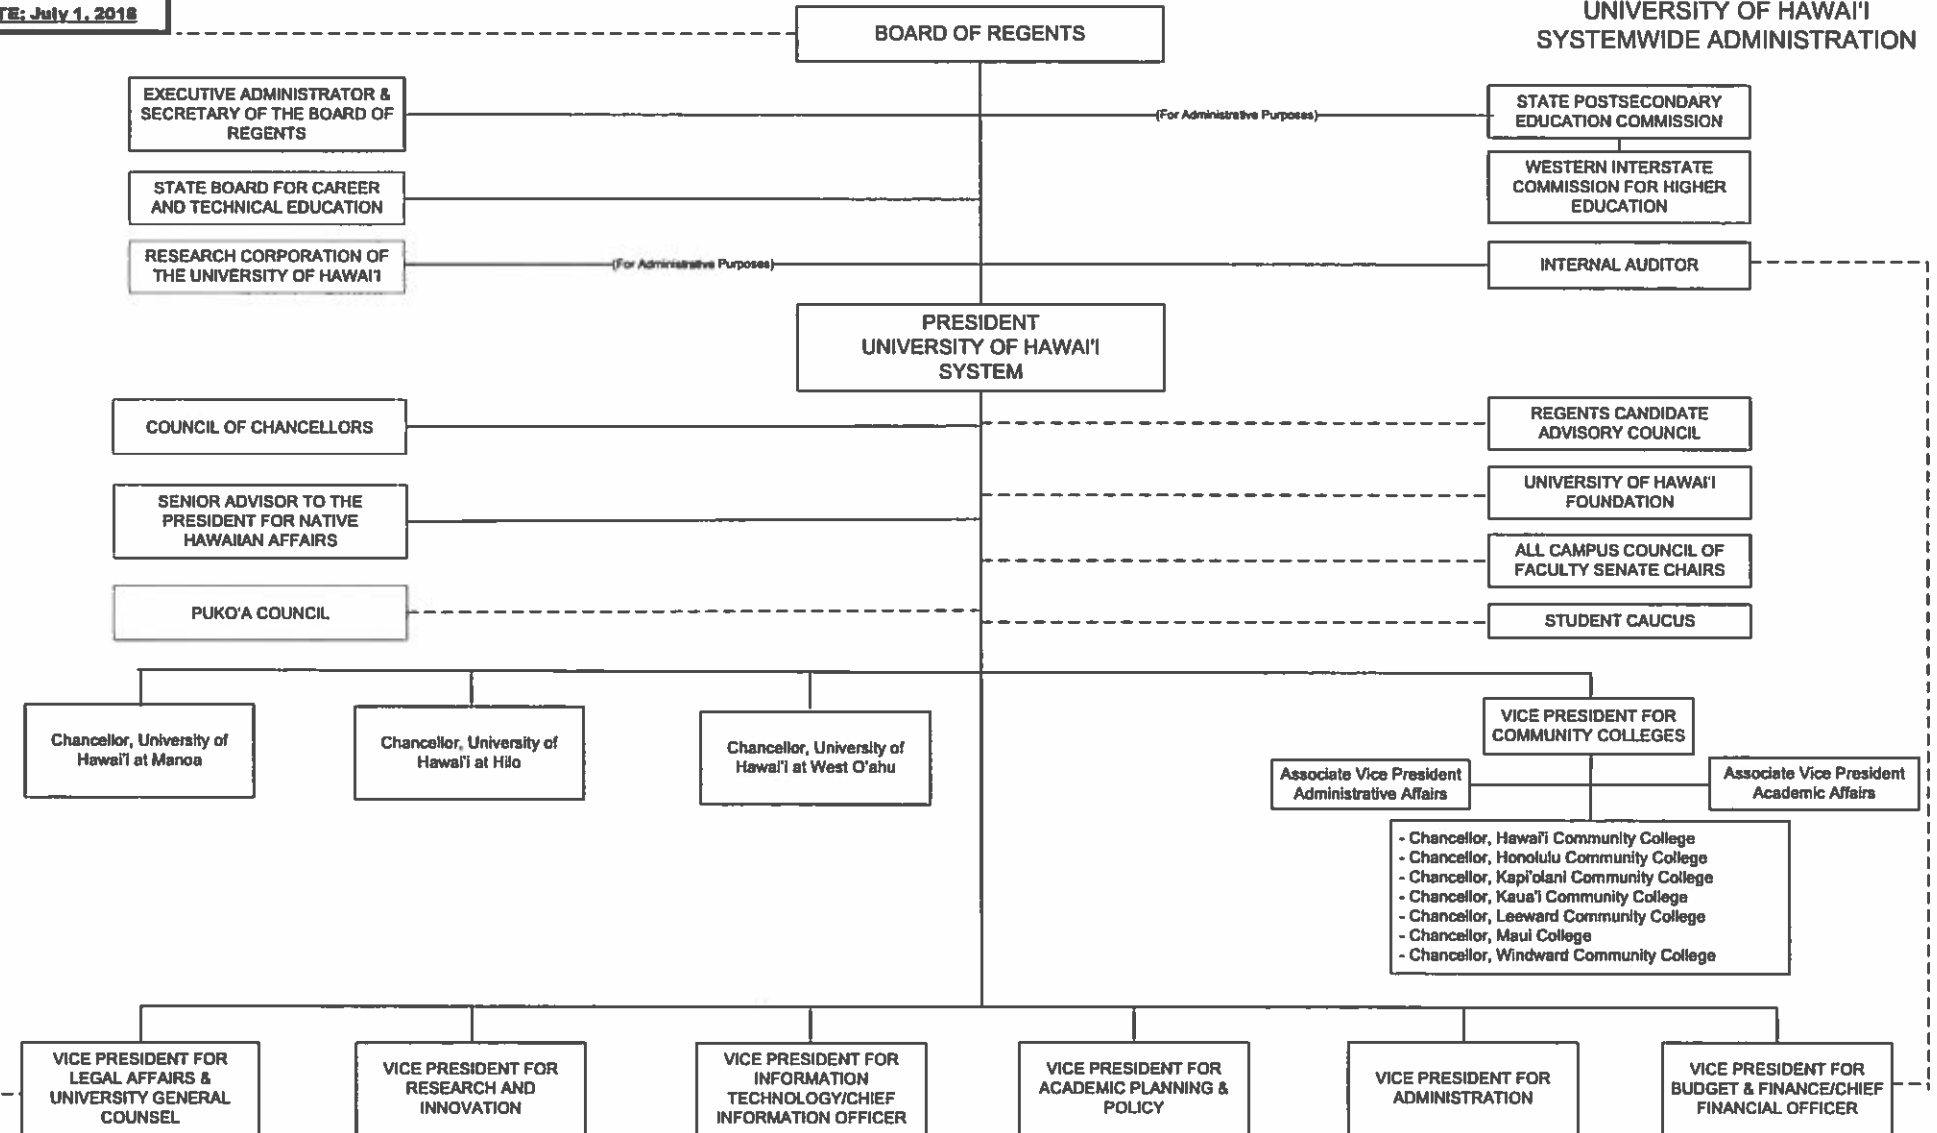 TE: July 1, 2018
UNIVERSITY OF HAWAI'I
SYSTEMWIDE ADMINISTRATION
BOARD OF REGENTS
EXECUTIVE ADMINISTRATOR &
SECRETARY OF THE BOARD OF
REGENTS
(For Administrative Purposes)
STATE POSTSECONDARY
EDUCATION COMMISSION
WESTERN INTERSTATE
COMMISSION FOR HIGHER
EDUCATION
STATE BOARD FOR CAREER
AND TECHNICAL EDUCATION
RESEARCH CORPORATION OF
THE UNIVERSITY OF HAWAI'I
(For Administrative Purposes)
INTERNAL AUDITOR
PRESIDENT
UNIVERSITY OF HAWAI'I
SYSTEM
COUNCIL OF CHANCELLORS
REGENTS CANDIDATE
ADVISORY COUNCIL
SENIOR ADVISOR TO THE
PRESIDENT FOR NATIVE
HAWAIIAN AFFAIRS
UNIVERSITY OF HAWAI'I
FOUNDATION
ALL CAMPUS COUNCIL OF
FACULTY SENATE CHAIRS
PUKO'A COUNCIL
STUDENT CAUCUS
Chancellor, University of
Hawai'i at Manoa
Chancellor, University of
Hawai'i at Hilo
Chancellor, University of
Hawai'i at West O'ahu
VICE PRESIDENT FOR
COMMUNITY COLLEGES
Associate Vice President
Administrative Affairs
Associate Vice President
Academic Affairs
- Chancellor, Hawai'i Community College
- Chancellor, Honolulu Community College
- Chancellor, Kapi'olani Community College
- Chancellor, Kaua'i Community College
- Chancellor, Leeward Community College
- Chancellor, Maui College
- Chancellor, Windward Community College
VICE PRESIDENT FOR
LEGAL AFFAIRS &
UNIVERSITY GENERAL
COUNSEL
VICE PRESIDENT FOR
RESEARCH AND
INNOVATION
VICE PRESIDENT FOR
INFORMATION
TECHNOLOGY/CHIEF
INFORMATION OFFICER
VICE PRESIDENT FOR
ACADEMIC PLANNING &
POLICY
VICE PRESIDENT FOR
ADMINISTRATION
VICE PRESIDENT FOR
BUDGET & FINANCE/CHIEF
FINANCIAL OFFICER